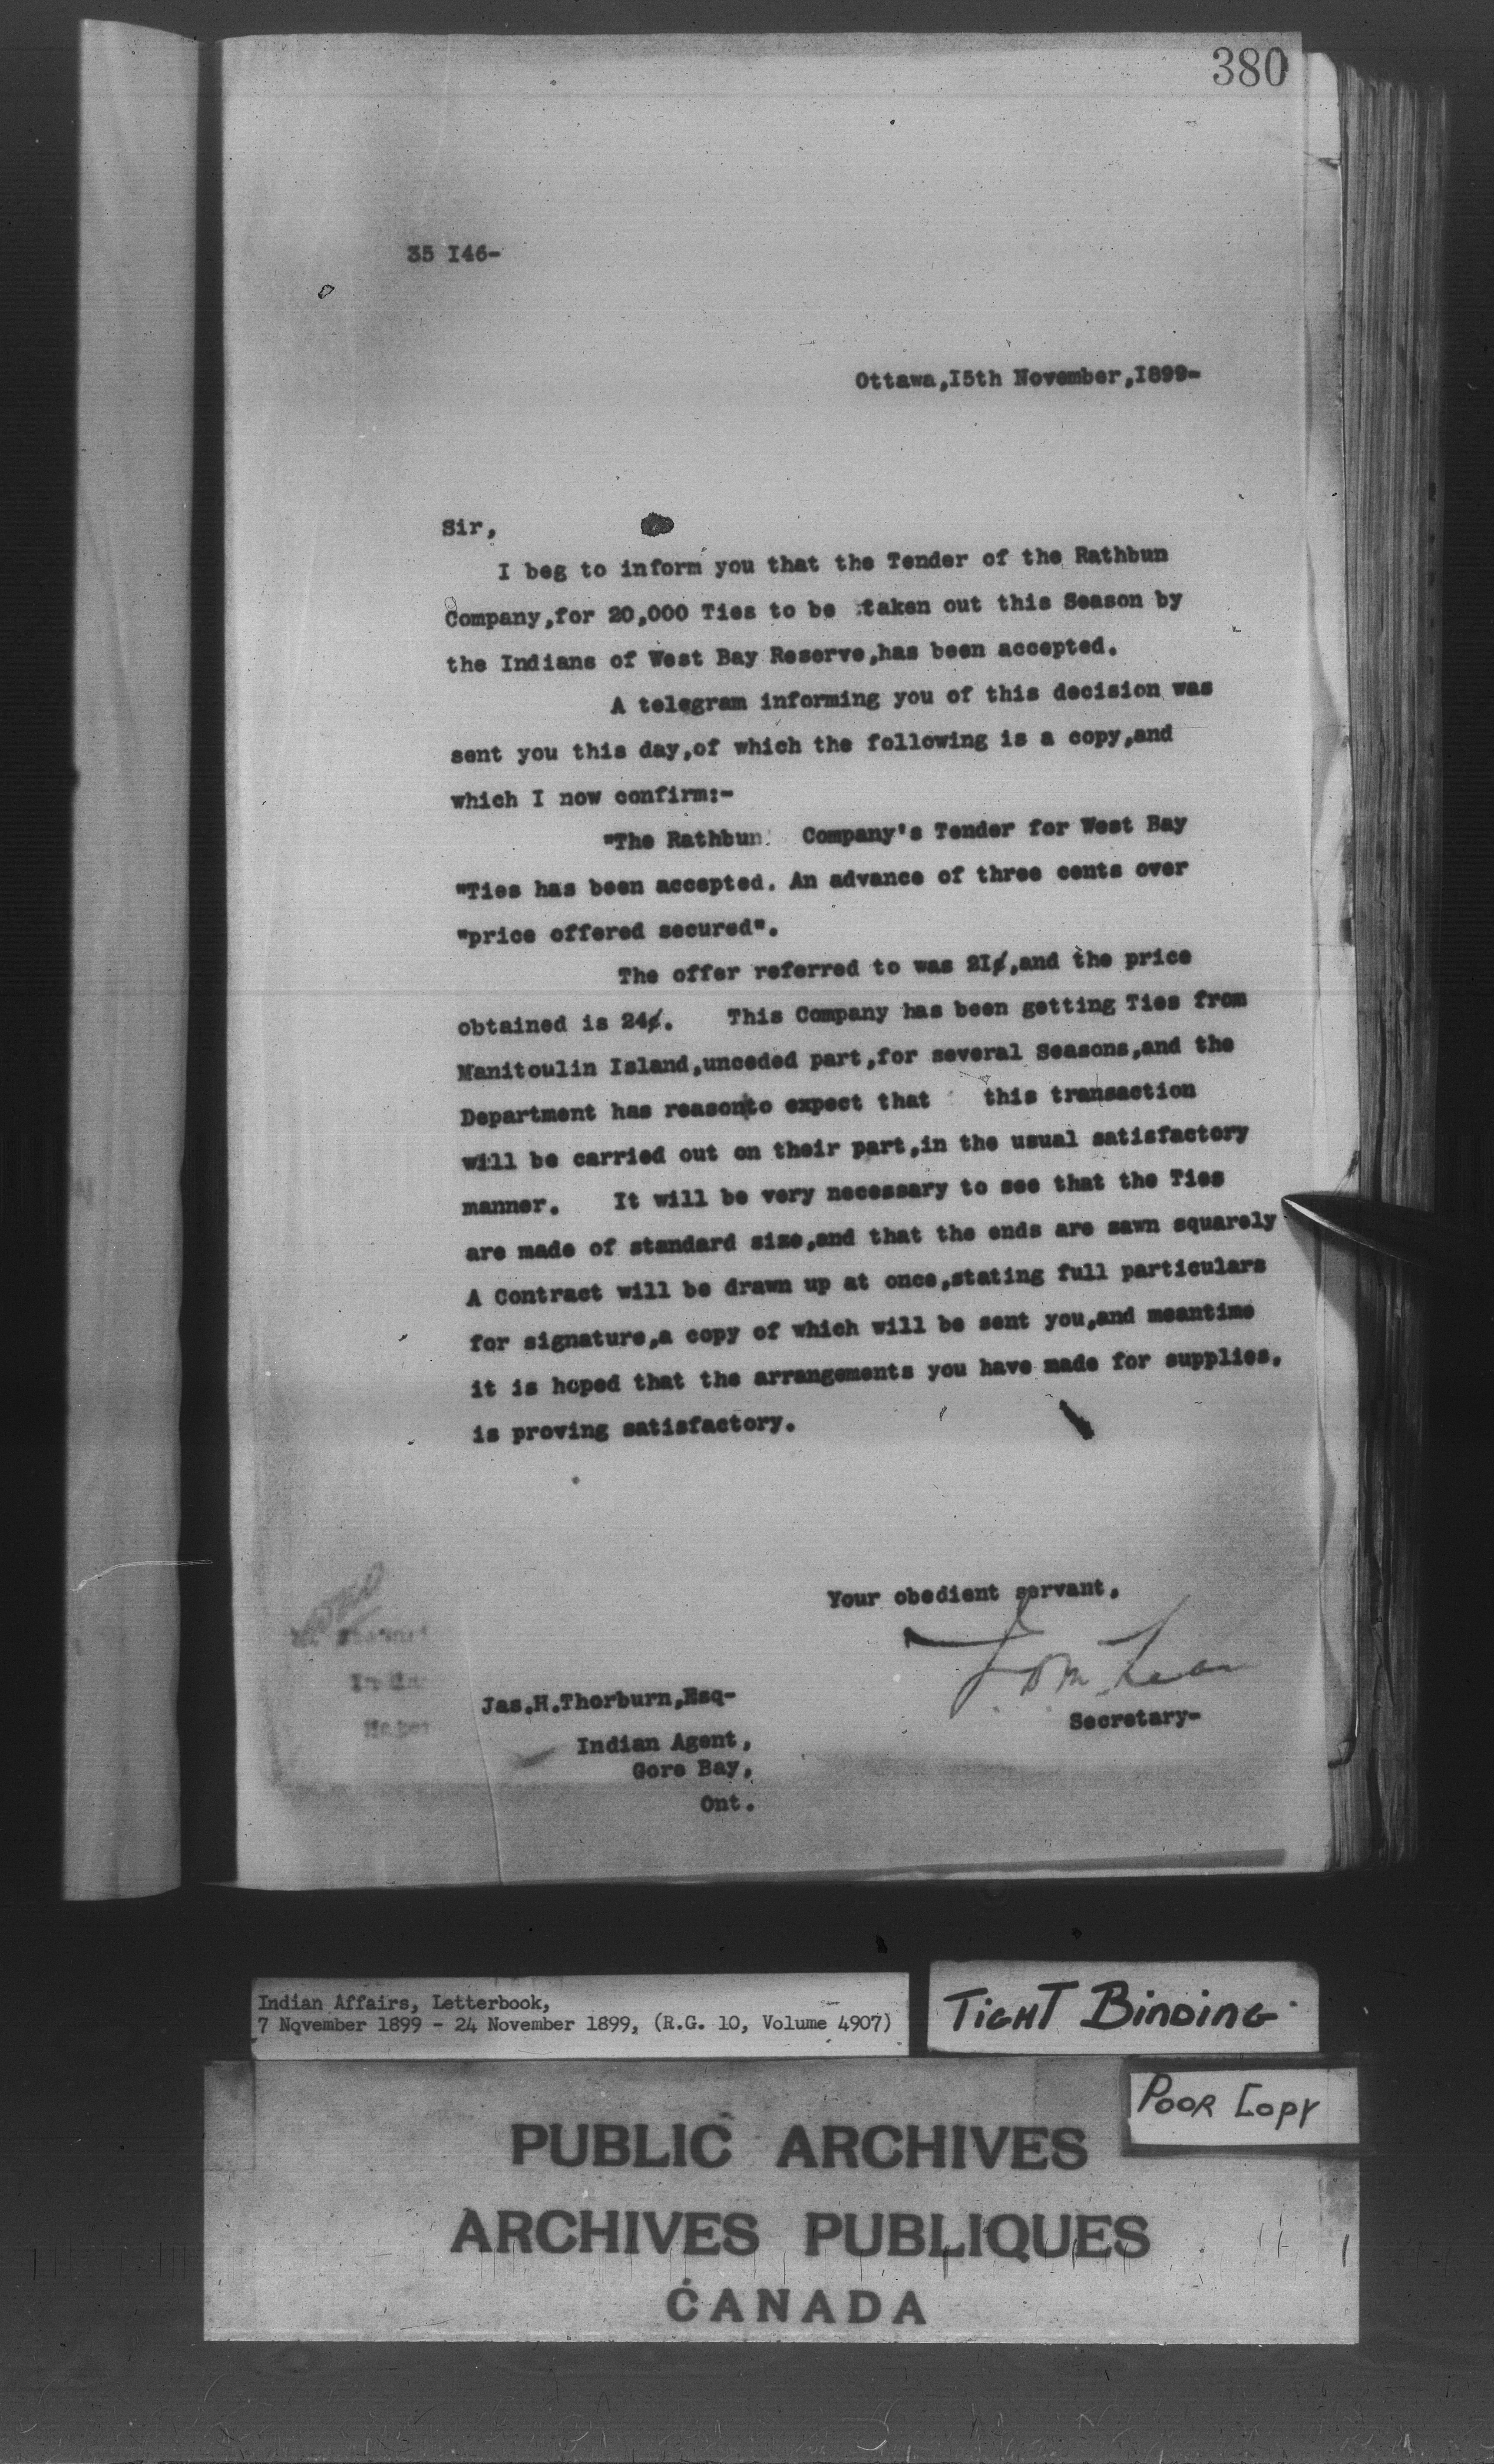 380
35 I46-
Ottawa,I5th November,I899-
Sir,
I beg to inform you that the Tender of the Rathbun
Company,for 20,000 Ties to be taken out this Season by
the Indians of West Bay Reserve,has been accepted.
A telegram informing you of this decision was
sent you this day,of which the following is a copy,and
which I now confirm:-
"The Rathbun Company's Tender for West Bay
"Ties has been accepted. An advance of three cents over
"price offered secured".
The offer referred to was 2I¢,and the price
obtained is 24¢. This Company has been getting Ties from
Manitoulin Island,unceded part,for several Seasons,and the
Department has reason to expect that this transaction
will be carried out on their part,in the usual satisfactory
manner. It will be very necessary to see that the Ties
are made of standard size,and that the ends are sawn squarely
A Contract will be drawn up at once,stating full particulars
for signature,a copy of which will be sent you,and meantime
it is hoped that the arrangements you have made for supplies,
is proving satisfactory.
Your obedient servant,
J D McLean
Secretary-
Jas.H.Thorburn,Esq-
Indian Agent,
Gore Bay,
Ont.
Indian Affairs, Letterbook,
7 November 1899 - 24 November 1899, (R.G. 10, Volume 4907)
TIGHT BINDING
POOR COPY
PUBLIC ARCHIVES
ARCHIVES PUBLIQUES
CANADA